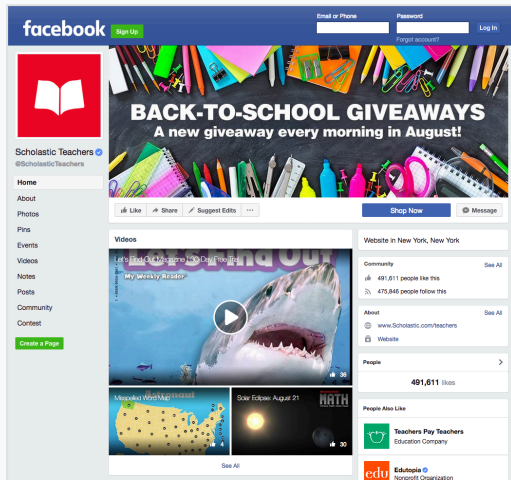 facebook
Sign Up
Email or Phone
Password
Log In
Forgot account?
BACK-TO-SCHOOL GIVEAWAYS
A new giveaway every morning in August!
Scholastic Teachers
@ScholasticTeachers
Home
About
Photos
Pins
Events
Videos
Notes
Posts
Community
Contest
Create a Page
Like
Share
Suggest Edits
Shop Now
Message
Videos
Let's Find Out Magazine | 30-Day Free Trial
Let's Find Out
My Weekly Reader
36
Misspelled Word Map
4
Solar Eclipse: August 21
MATH
30
See All
Website in New York, New York
Community
See All
491,611 people like this
475,846 people follow this
About
See All
www.Scholastic.com/teachers
Website
People
491,611 likes
People Also Like
Teachers Pay Teachers
Education Company
edu
Edutopia
Nonprofit Organization